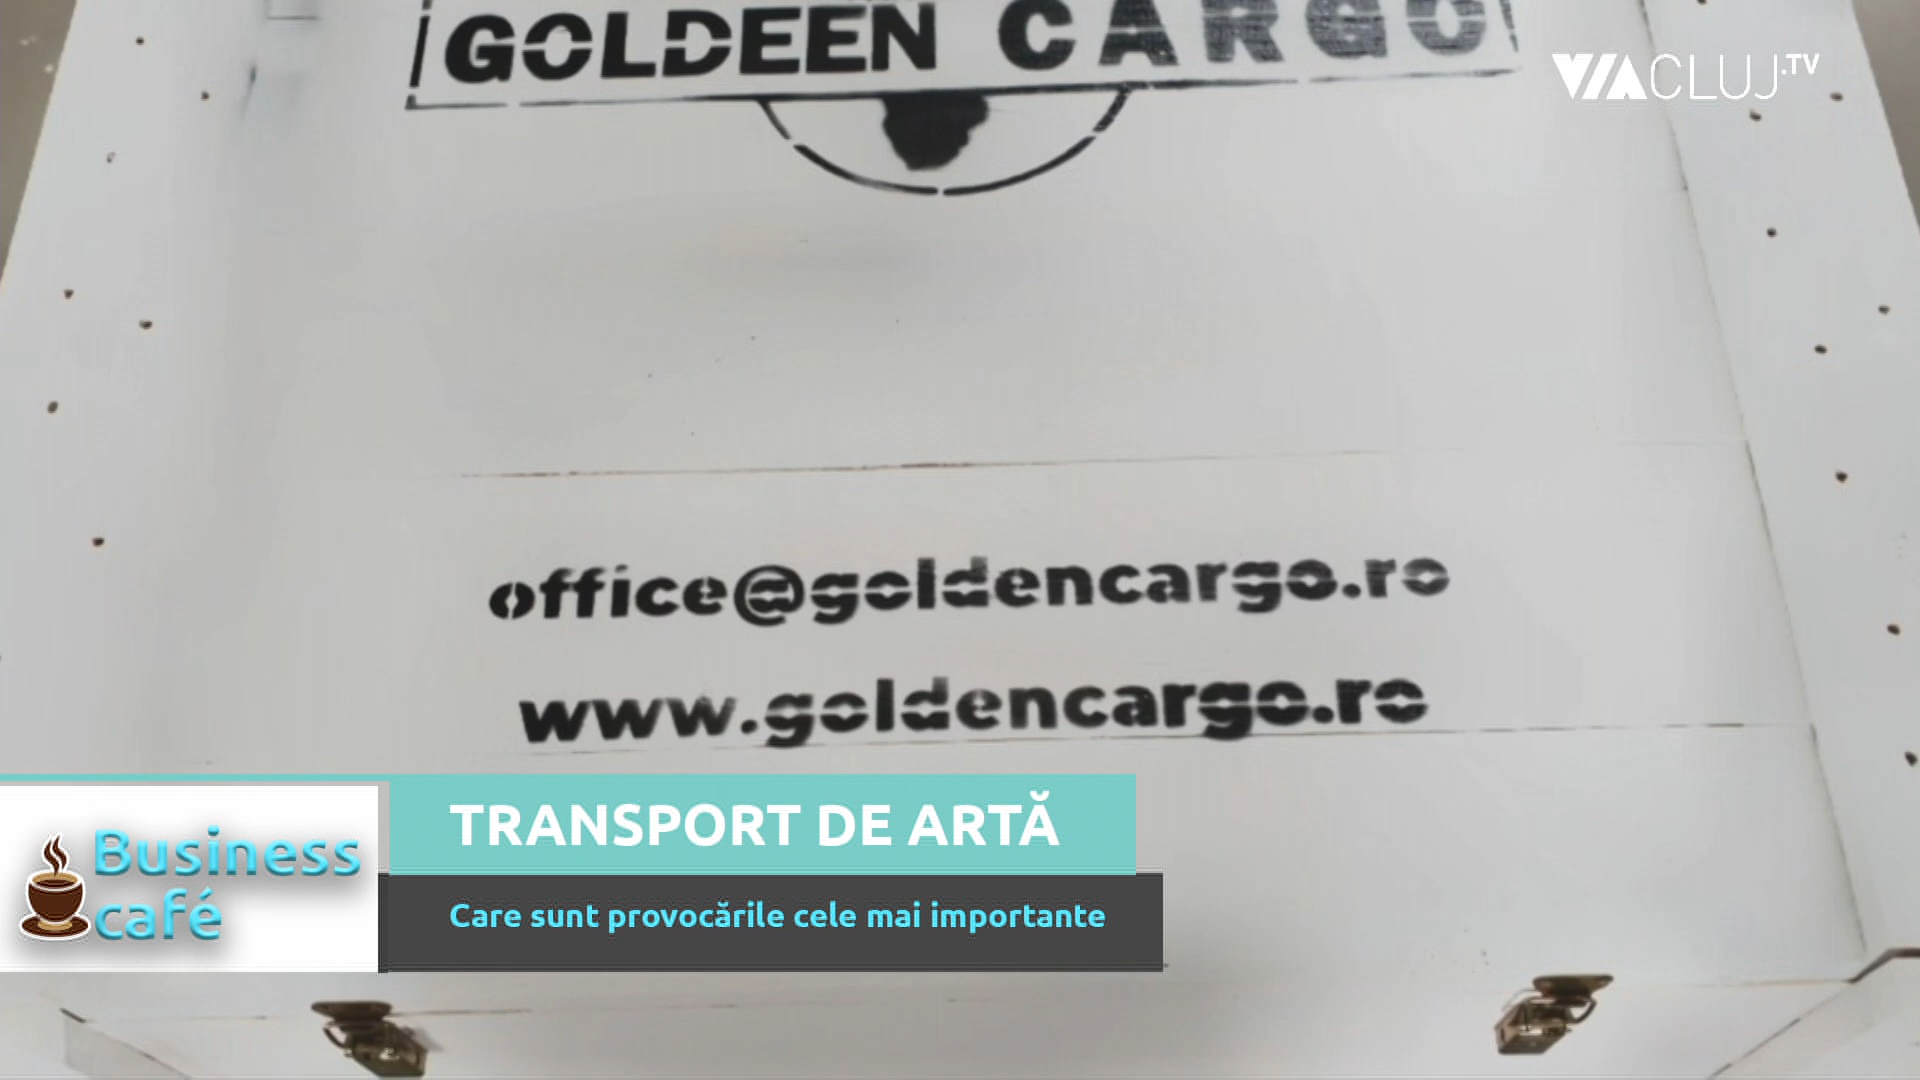 GOLDEEN CARGO
VIACLUJ.TV
office@goldencargo.ro
www.goldencargo.ro
Business
café
TRANSPORT DE ARTĂ
Care sunt provocările cele mai importante